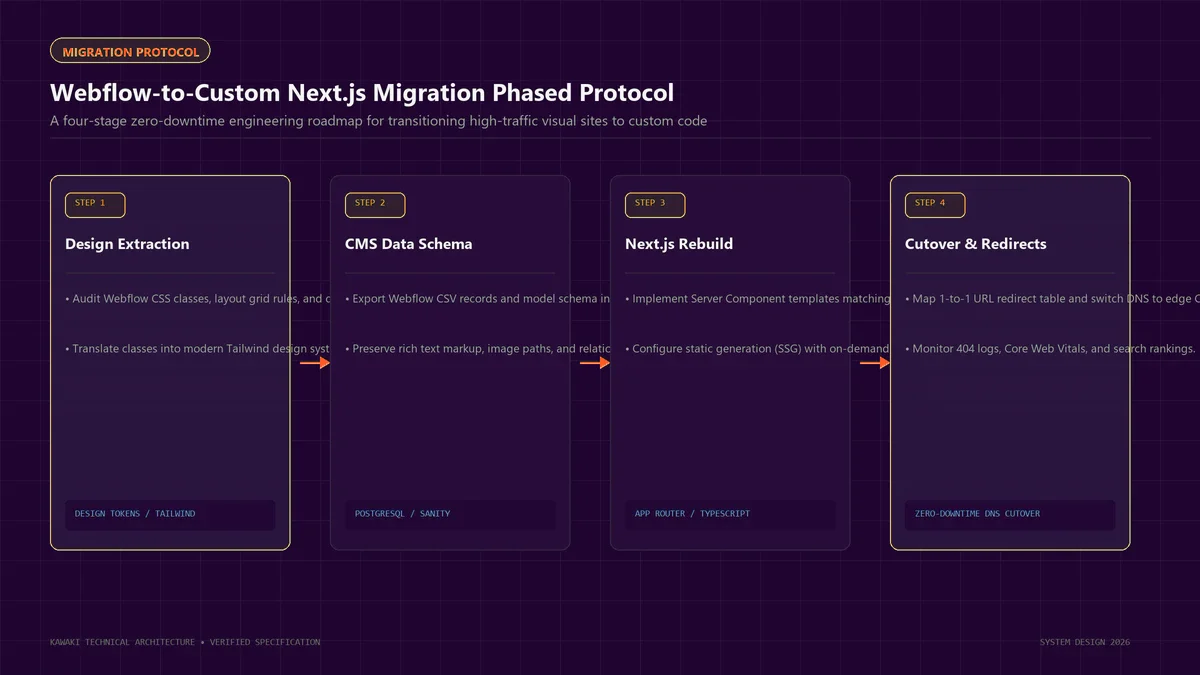 MIGRATION PROTOCOL
Webflow-to-Custom Next.js Migration Phased Protocol
A four-stage zero-downtime engineering roadmap for transitioning high-traffic visual sites to custom code
STEP 1
Design Extraction
• Audit Webflow CSS classes, layout grid rules, and
• Translate classes into modern Tailwind design
DESIGN TOKENS / TAILWIND
STEP 2
CMS Data Schema
• Export Webflow CSV records and model schema in
• Preserve rich text markup, image paths, and
POSTGRESQL / SANITY
STEP 3
Next.js Rebuild
• Implement Server Component templates matching
• Configure static generation (SSG) with on-demand
APP ROUTER / TYPESCRIPT
STEP 4
Cutover & Redirects
• Map 1-to-1 URL redirect table and switch DNS to edge
• Monitor 404 logs, Core Web Vitals, and search rankings.
ZERO-DOWNTIME DNS CUTOVER
KAWAKI TECHNICAL ARCHITECTURE • VERIFIED SPECIFICATION
SYSTEM DESIGN 2026